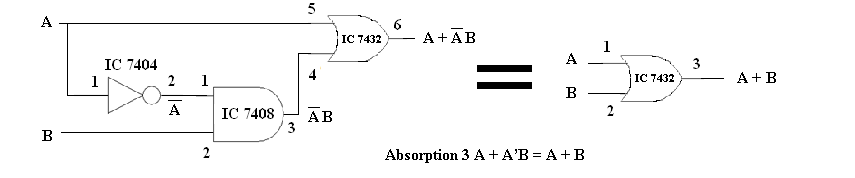 A 5 6 A + A̅ B
IC 7432
IC 7404
1 2 1 4
A̅ IC 7408 3 A̅ B
B 2
A 1 3 A + B
IC 7432
B 2
Absorption 3 A + A’B = A + B